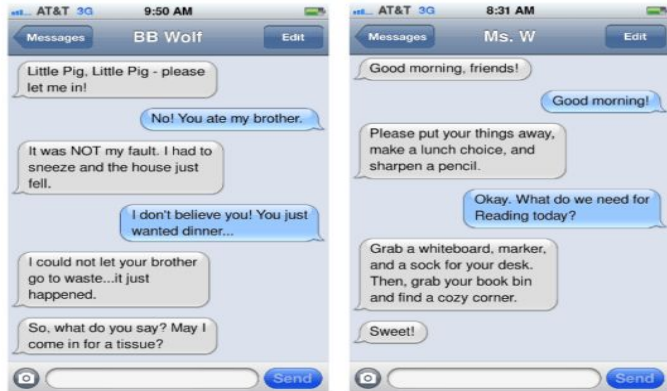 AT&T 3G 9:50 AM
Messages BB Wolf Edit
Little Pig, Little Pig - please
let me in!
No! You ate my brother.
It was NOT my fault. I had to
sneeze and the house just
fell.
I don't believe you! You just
wanted dinner...
I could not let your brother
go to waste...it just
happened.
So, what do you say? May I
come in for a tissue?
Send
AT&T 3G 8:31 AM
Messages Ms. W Edit
Good morning, friends!
Good morning!
Please put your things away,
make a lunch choice, and
sharpen a pencil.
Okay. What do we need for
Reading today?
Grab a whiteboard, marker,
and a sock for your desk.
Then, grab your book bin
and find a cozy corner.
Sweet!
Send